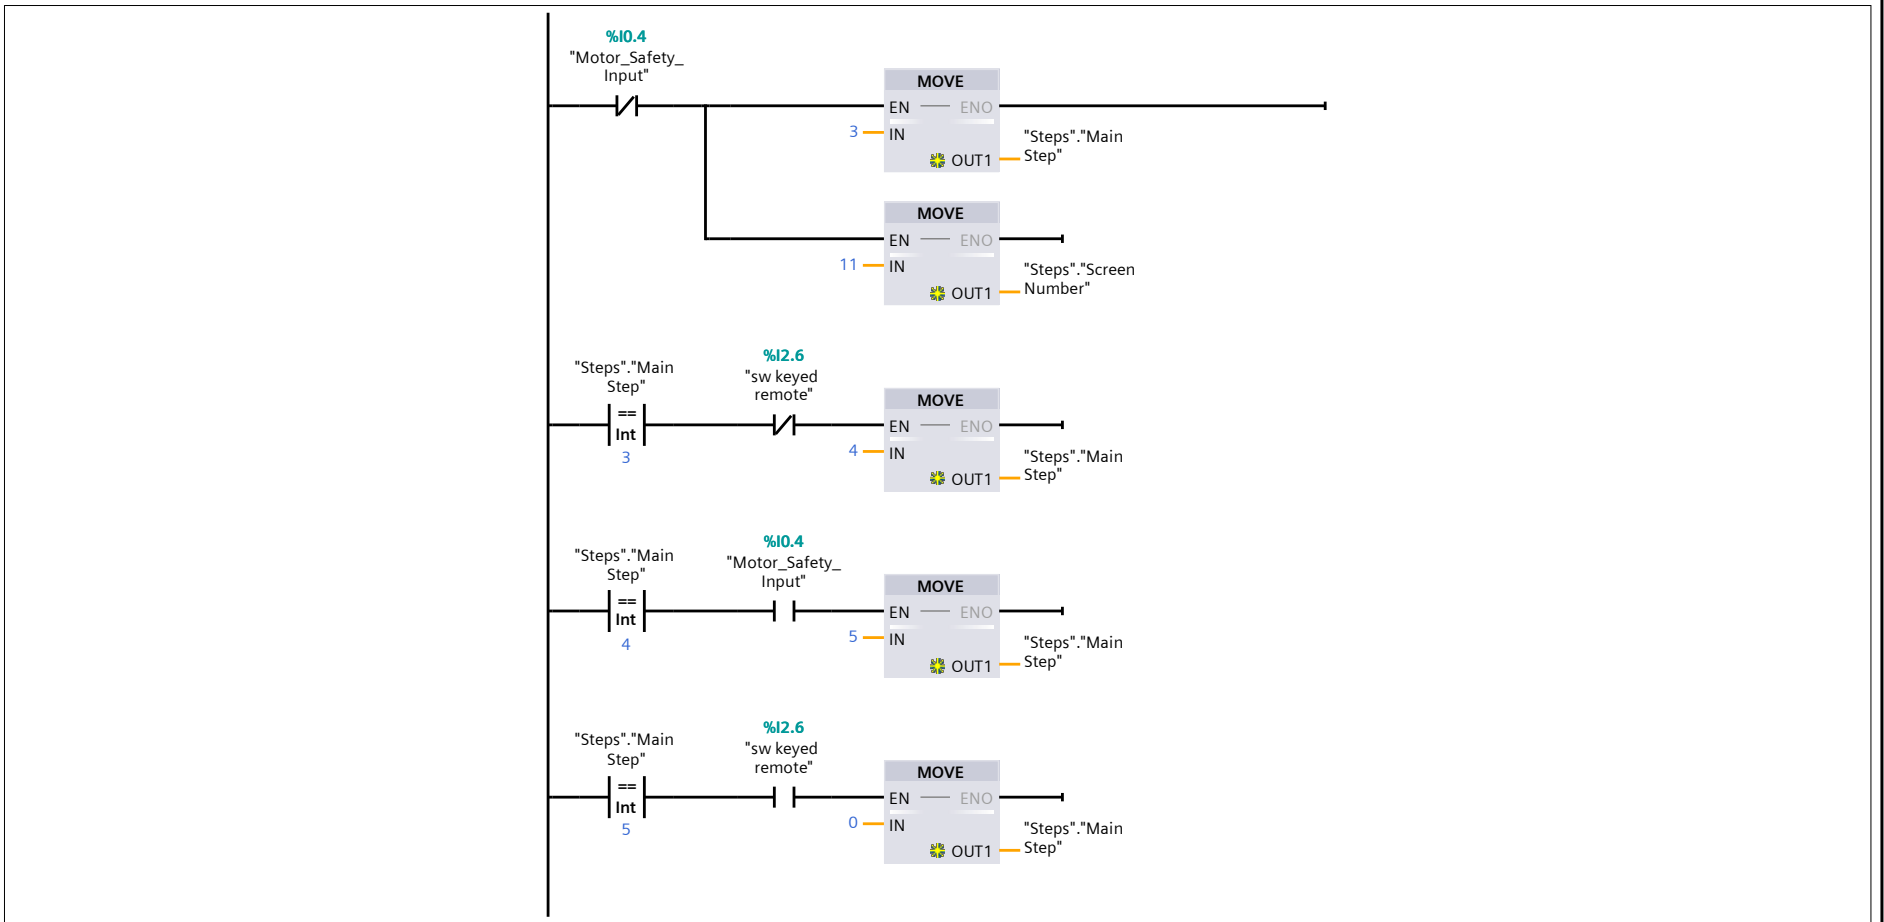 %I0.4
"Motor_Safety_
Input"
MOVE
EN ENO
3 IN
OUT1
"Steps"."Main
Step"
MOVE
EN ENO
11 IN
OUT1
"Steps"."Screen
Number"
"Steps"."Main
Step"
==
Int
3
%I2.6
"sw keyed
remote"
MOVE
EN ENO
4 IN
OUT1
"Steps"."Main
Step"
"Steps"."Main
Step"
==
Int
4
%I0.4
"Motor_Safety_
Input"
MOVE
EN ENO
5 IN
OUT1
"Steps"."Main
Step"
"Steps"."Main
Step"
==
Int
5
%I2.6
"sw keyed
remote"
MOVE
EN ENO
0 IN
OUT1
"Steps"."Main
Step"